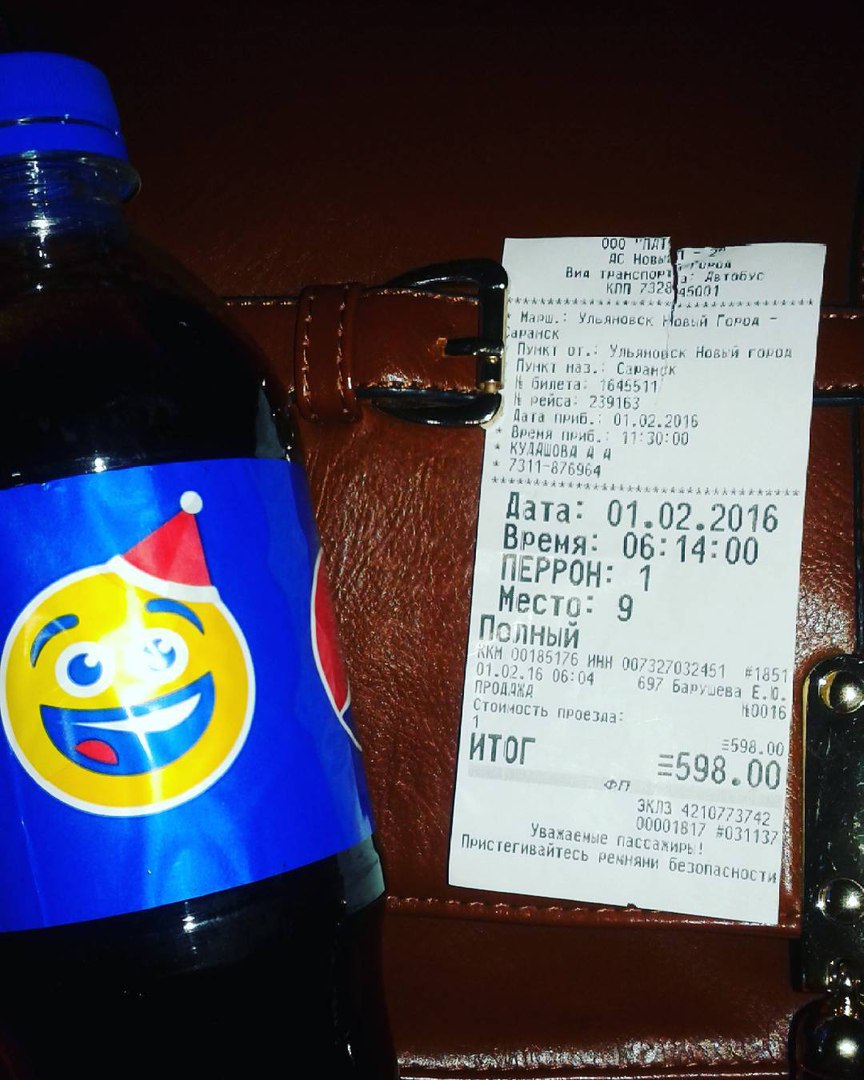 ООО "ПАТ - 2"
АС Новый Город
Вид транспорта: Автобус
КПП 732845001
* Марш.: Ульяновск Новый Город -
Саранск
Пункт от.: Ульяновск Новый город
Пункт наз.: Саранск
№ билета: 1645511
№ рейса: 239163
Дата приб.: 01.02.2016
* Время приб.: 11:30:00
* КУДАШОВА А А
* 7311-876964
Дата: 01.02.2016
Время: 06:14:00
ПЕРРОН: 1
Место: 9
Полный
ККМ 00185176 ИНН 007327032451 #1851
01.02.16 06:04 697 Барушева Е.Ю.
ПРОДАЖА №0016
Стоимость проезда:
1 ≡598.00
ИТОГ ≡598.00
ФП
ЭКЛЗ 4210773742
00001817 #031137
Уважаемые пассажиры!
Пристегивайтесь ремнями безопасности